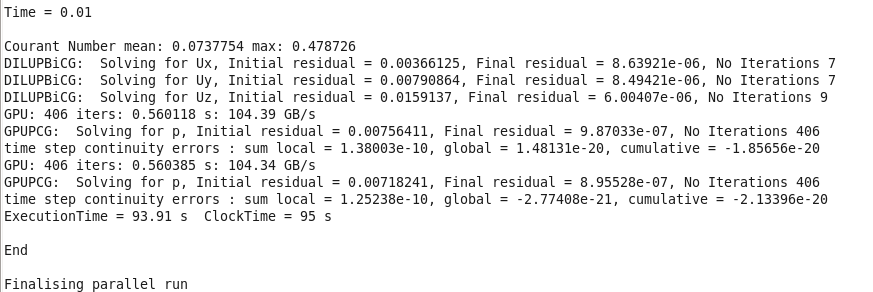 Time = 0.01
Courant Number mean: 0.0737754 max: 0.478726
DILUPBiCG:  Solving for Ux, Initial residual = 0.00366125, Final residual = 8.63921e-06, No Iterations 7
DILUPBiCG:  Solving for Uy, Initial residual = 0.00790864, Final residual = 8.49421e-06, No Iterations 7
DILUPBiCG:  Solving for Uz, Initial residual = 0.0159137, Final residual = 6.00407e-06, No Iterations 9
GPU: 406 iters: 0.560118 s: 104.39 GB/s
GPUPCG:  Solving for p, Initial residual = 0.00756411, Final residual = 9.87033e-07, No Iterations 406
time step continuity errors : sum local = 1.38003e-10, global = 1.48131e-20, cumulative = -1.85656e-20
GPU: 406 iters: 0.560385 s: 104.34 GB/s
GPUPCG:  Solving for p, Initial residual = 0.00718241, Final residual = 8.95528e-07, No Iterations 406
time step continuity errors : sum local = 1.25238e-10, global = -2.77408e-21, cumulative = -2.13396e-20
ExecutionTime = 93.91 s  ClockTime = 95 s
End
Finalising parallel run